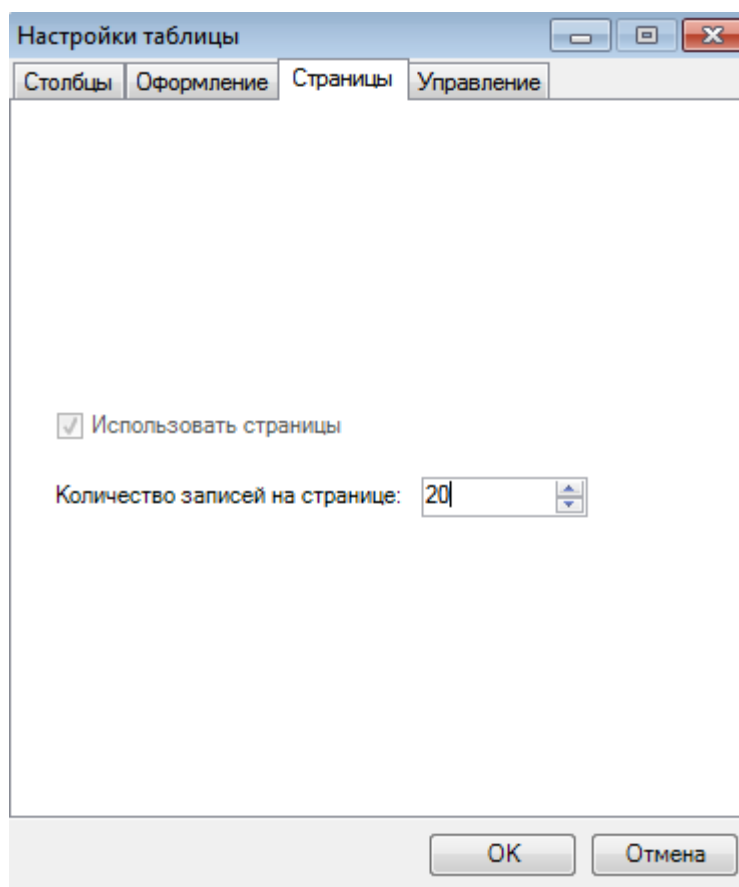 Настройки таблицы
Столбцы Оформление Страницы Управление
Использовать страницы
Количество записей на странице: 20
OK Отмена